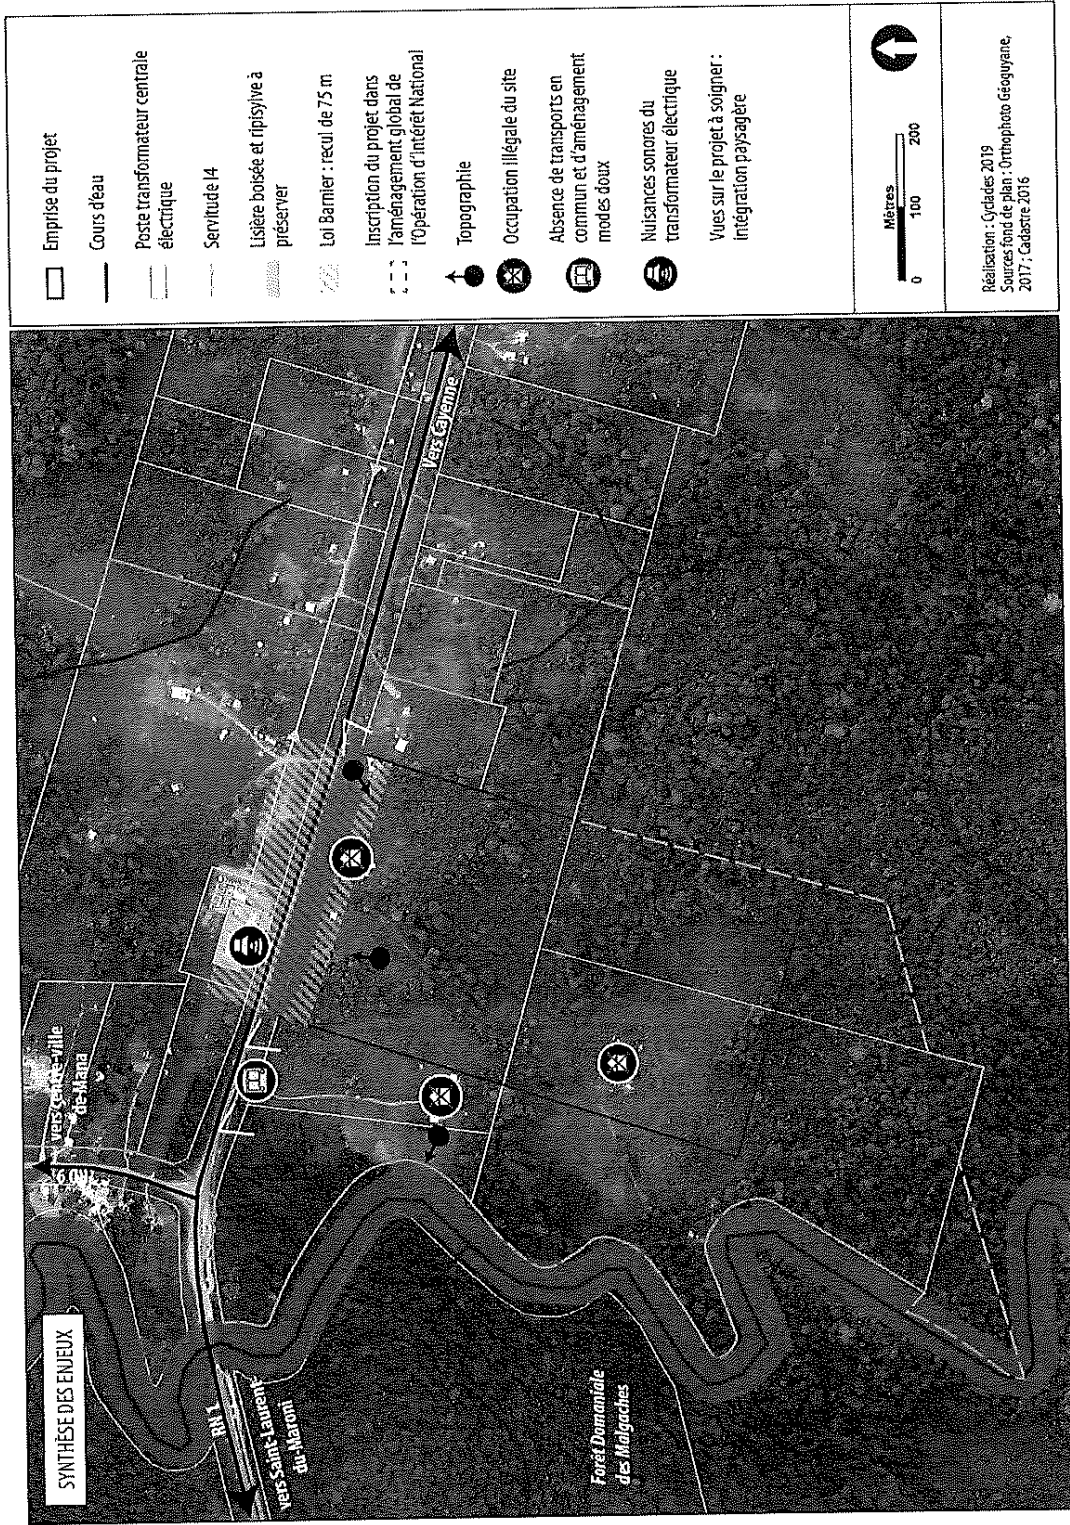 SYNTHÈSE DES ENJEUX
RN 1
vers Saint-Laurent-
du-Maroni
vers centre-ville
de Mana
Vers Cayenne
Forêt Domaniale
des Malgaches
Emprise du projet
Cours d'eau
Poste transformateur centrale
électrique
Servitude I4
Lisière boisée et ripisylve à
préserver
Loi Barnier : recul de 75 m
Inscription du projet dans
l'aménagement global de
l'Opération d'Intérêt National
Topographie
Occupation illégale du site
Absence de transports en
commun et d'aménagement
modes doux
Nuisances sonores du
transformateur électrique
Vues sur le projet à soigner :
intégration paysagère
Mètres
0 100 200
Réalisation : Cyclades 2019
Sources fond de plan : Orthophoto Géoguyane,
2017 ; Cadastre 2016